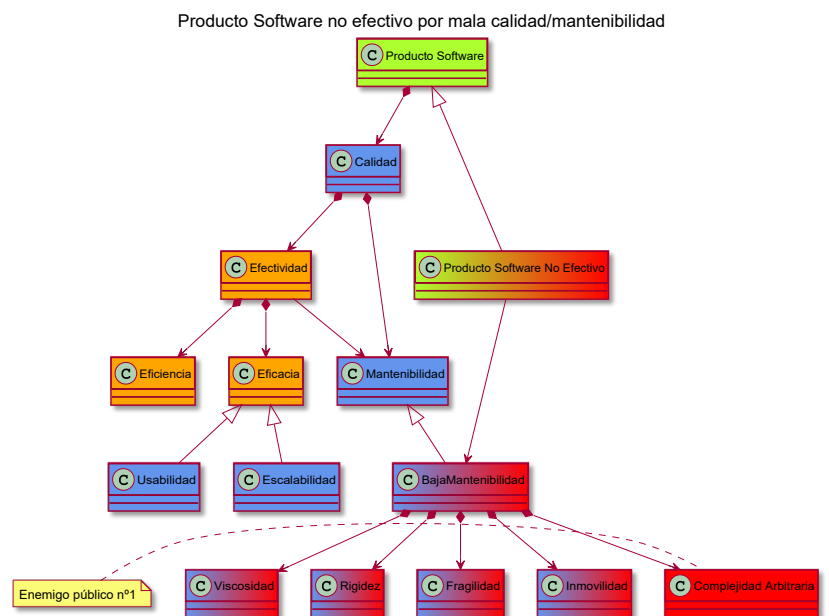 Producto Software no efectivo por mala calidad/mantenibilidad
C Producto Software
C Calidad
C Efectividad
C Producto Software No Efectivo
C Eficiencia
C Eficacia
C Mantenibilidad
C Usabilidad
C Escalabilidad
C BajaMantenibilidad
Enemigo público nº1
C Viscosidad
C Rigidez
C Fragilidad
C Inmovilidad
C Complejidad Arbitraria